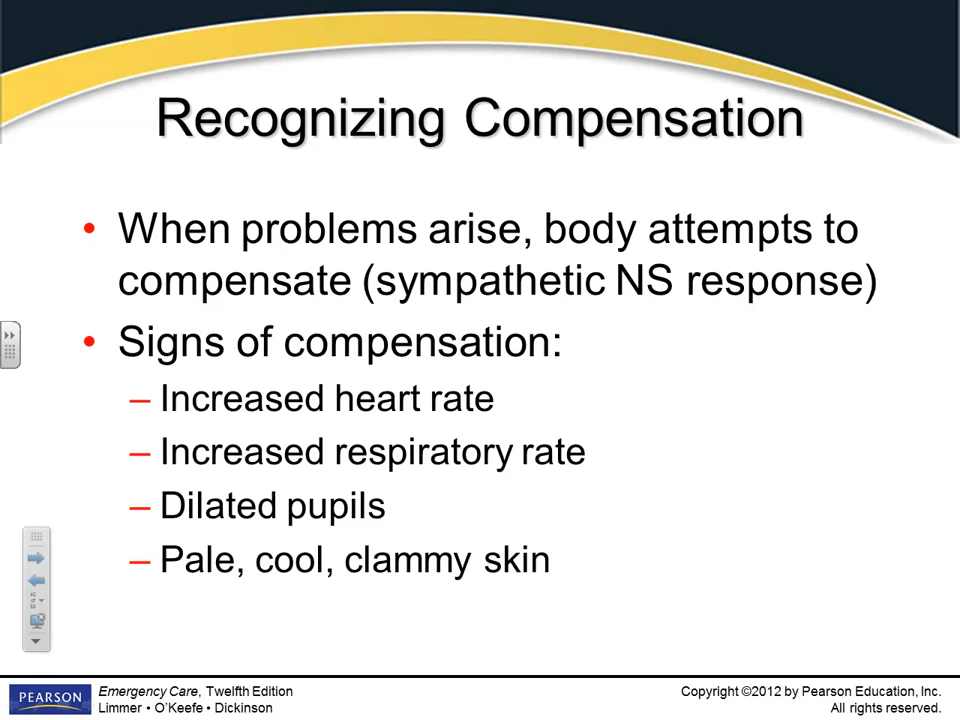 Recognizing Compensation
• When problems arise, body attempts to
compensate (sympathetic NS response)
• Signs of compensation:
– Increased heart rate
– Increased respiratory rate
– Dilated pupils
– Pale, cool, clammy skin
PEARSON
Emergency Care, Twelfth Edition
Limmer • O’Keefe • Dickinson
Copyright ©2012 by Pearson Education, Inc.
All rights reserved.